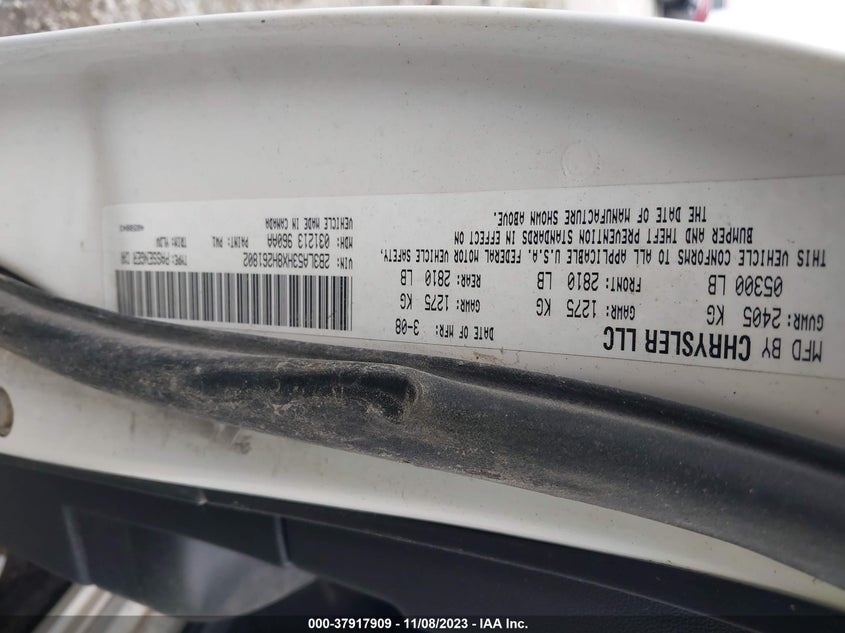 MFD BY CHRYSLER LLC DATE OF MFR: 3-08
GVWR: 2405 KG GAWR: 1275 KG GAWR: 1275 KG
05300 LB FRONT: 2810 LB REAR: 2810 LB
THIS VEHICLE CONFORMS TO ALL APPLICABLE U.S.A. FEDERAL MOTOR VEHICLE SAFETY,
BUMPER AND THEFT PREVENTION STANDARDS IN EFFECT ON
THE DATE OF MANUFACTURE SHOWN ABOVE.
VIN: 2B3LA53HX8H261802 TYPE: PASSENGER CAR
MDH: 031213 960AA PAINT: PW1 TRIM:
VEHICLE MADE IN CANADA
000-37917909 - 11/08/2023 - IAA Inc.